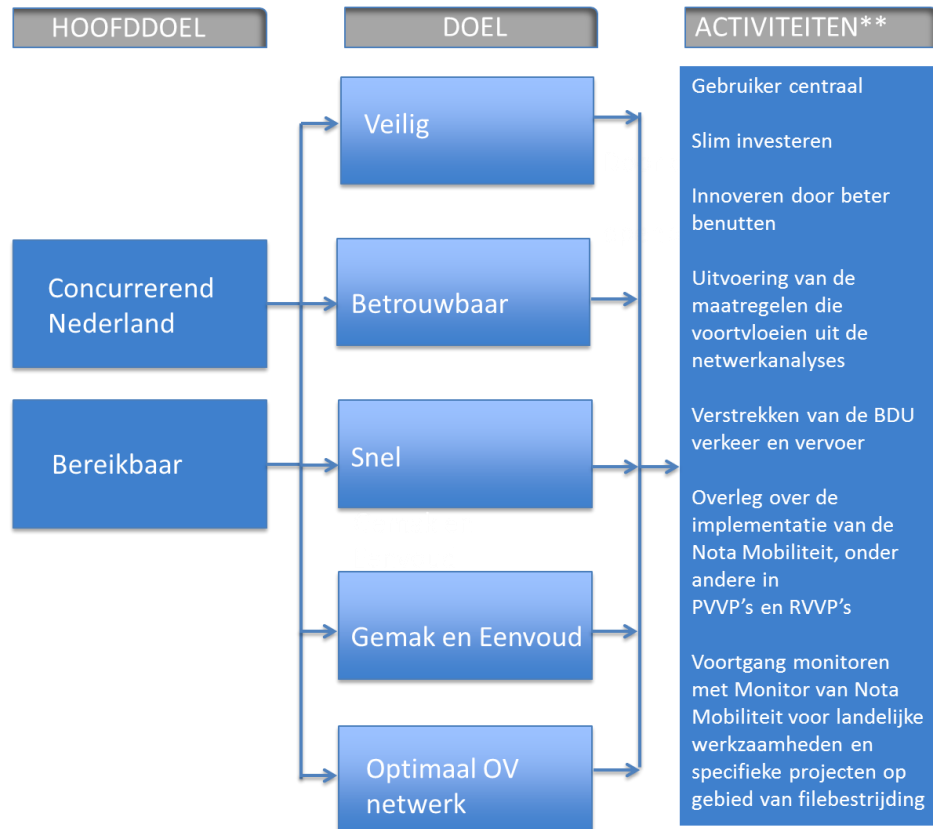 HOOFDDOEL
DOEL
ACTIVITEITEN**
Concurrerend
Nederland
Bereikbaar
Veilig
Betrouwbaar
Snel
Gemak en Eenvoud
Optimaal OV
netwerk
Gebruiker centraal
Slim investeren
Innoveren door beter
benutten
Uitvoering van de
maatregelen die
voortvloeien uit de
netwerkanalyses
Verstrekken van de BDU
verkeer en vervoer
Overleg over de
implementatie van de
Nota Mobiliteit, onder
andere in
PVVP’s en RVVP’s
Voortgang monitoren
met Monitor van Nota
Mobiliteit voor landelijke
werkzaamheden en
specifieke projecten op
gebied van filebestrijding